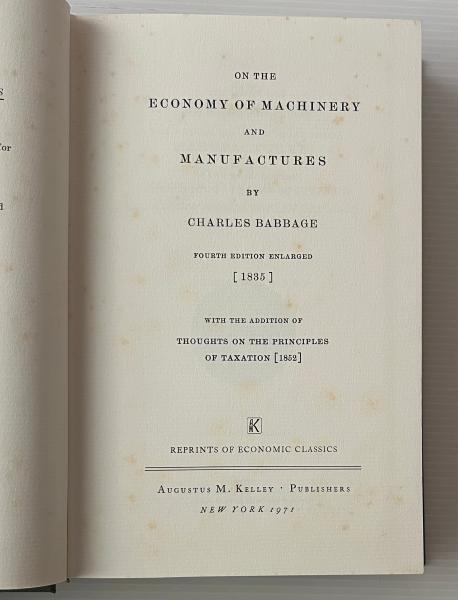 S
for
d
ON THE
ECONOMY OF MACHINERY
AND
MANUFACTURES
BY
CHARLES BABBAGE
FOURTH EDITION ENLARGED
[1835]
WITH THE ADDITION OF
THOUGHTS ON THE PRINCIPLES
OF TAXATION [1852]
K
REPRINTS OF ECONOMIC CLASSICS
AUGUSTUS M. KELLEY · PUBLISHERS
NEW YORK 1971